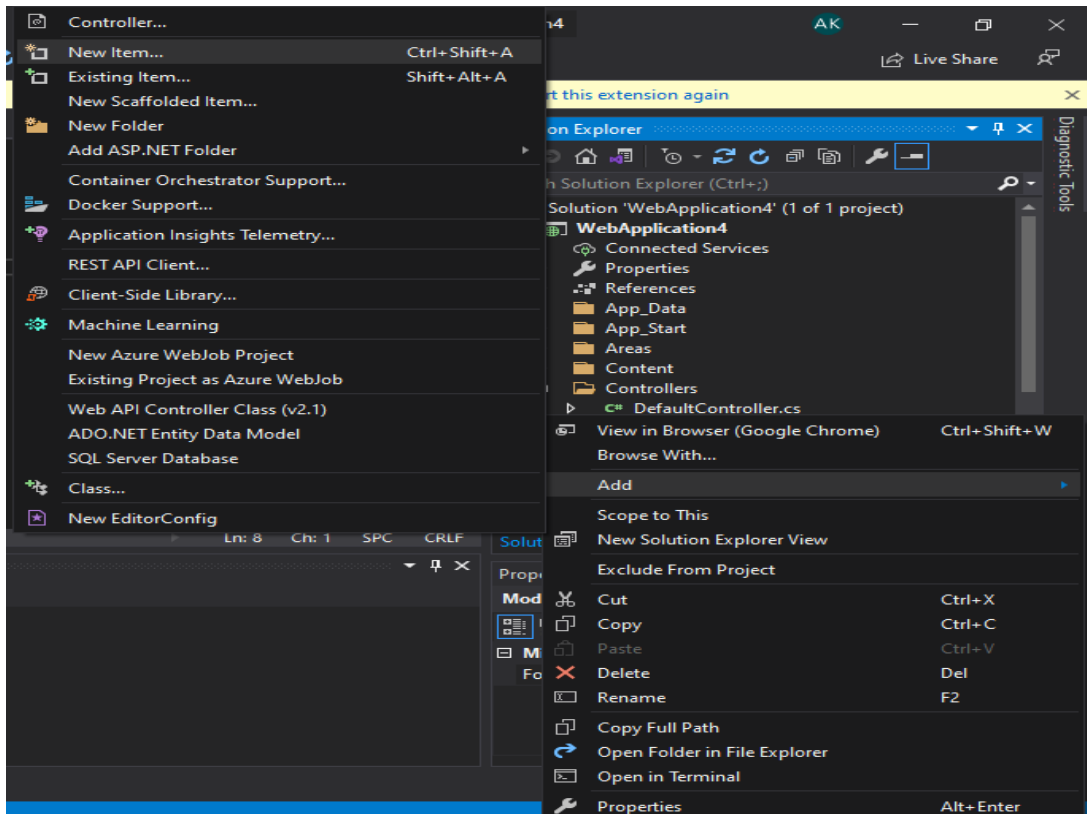 Controller...
New Item... Ctrl+Shift+A
Existing Item... Shift+Alt+A
New Scaffolded Item...
New Folder
Add ASP.NET Folder
Container Orchestrator Support...
Docker Support...
Application Insights Telemetry...
REST API Client...
Client-Side Library...
Machine Learning
New Azure WebJob Project
Existing Project as Azure WebJob
Web API Controller Class (v2.1)
ADO.NET Entity Data Model
SQL Server Database
Class...
New EditorConfig
Ln: 8 Ch: 1 SPC CRLF
n4 AK
Live Share
rt this extension again
on Explorer
h Solution Explorer (Ctrl+;)
Solution 'WebApplication4' (1 of 1 project)
WebApplication4
Connected Services
Properties
References
App_Data
App_Start
Areas
Content
Controllers
C# DefaultController.cs
Diagnostic Tools
View in Browser (Google Chrome) Ctrl+Shift+W
Browse With...
Add
Scope to This
New Solution Explorer View
Exclude From Project
Cut Ctrl+X
Copy Ctrl+C
Paste Ctrl+V
Delete Del
Rename F2
Copy Full Path
Open Folder in File Explorer
Open in Terminal
Properties Alt+Enter
Solut
Prop
Mod
M
Fo